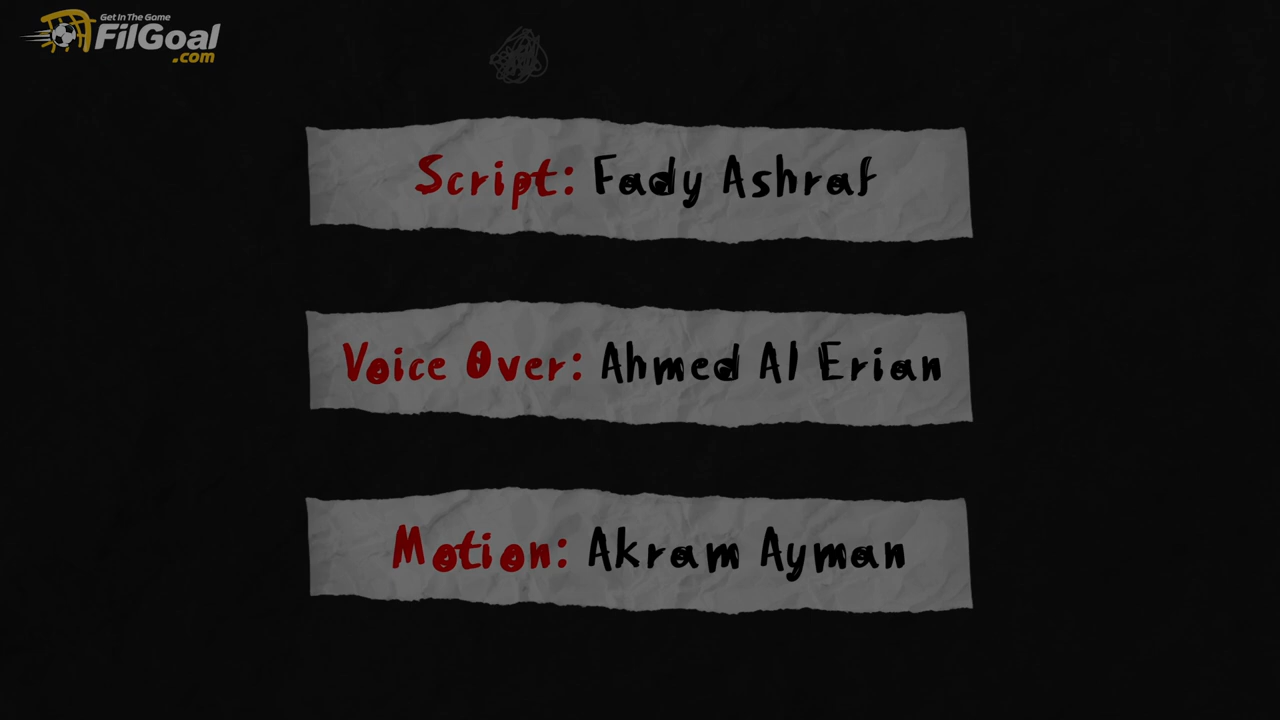 Get In The Game
FilGoal
.com
Script: Fady Ashraf
Voice Over: Ahmed Al Erian
Motion: Akram Ayman